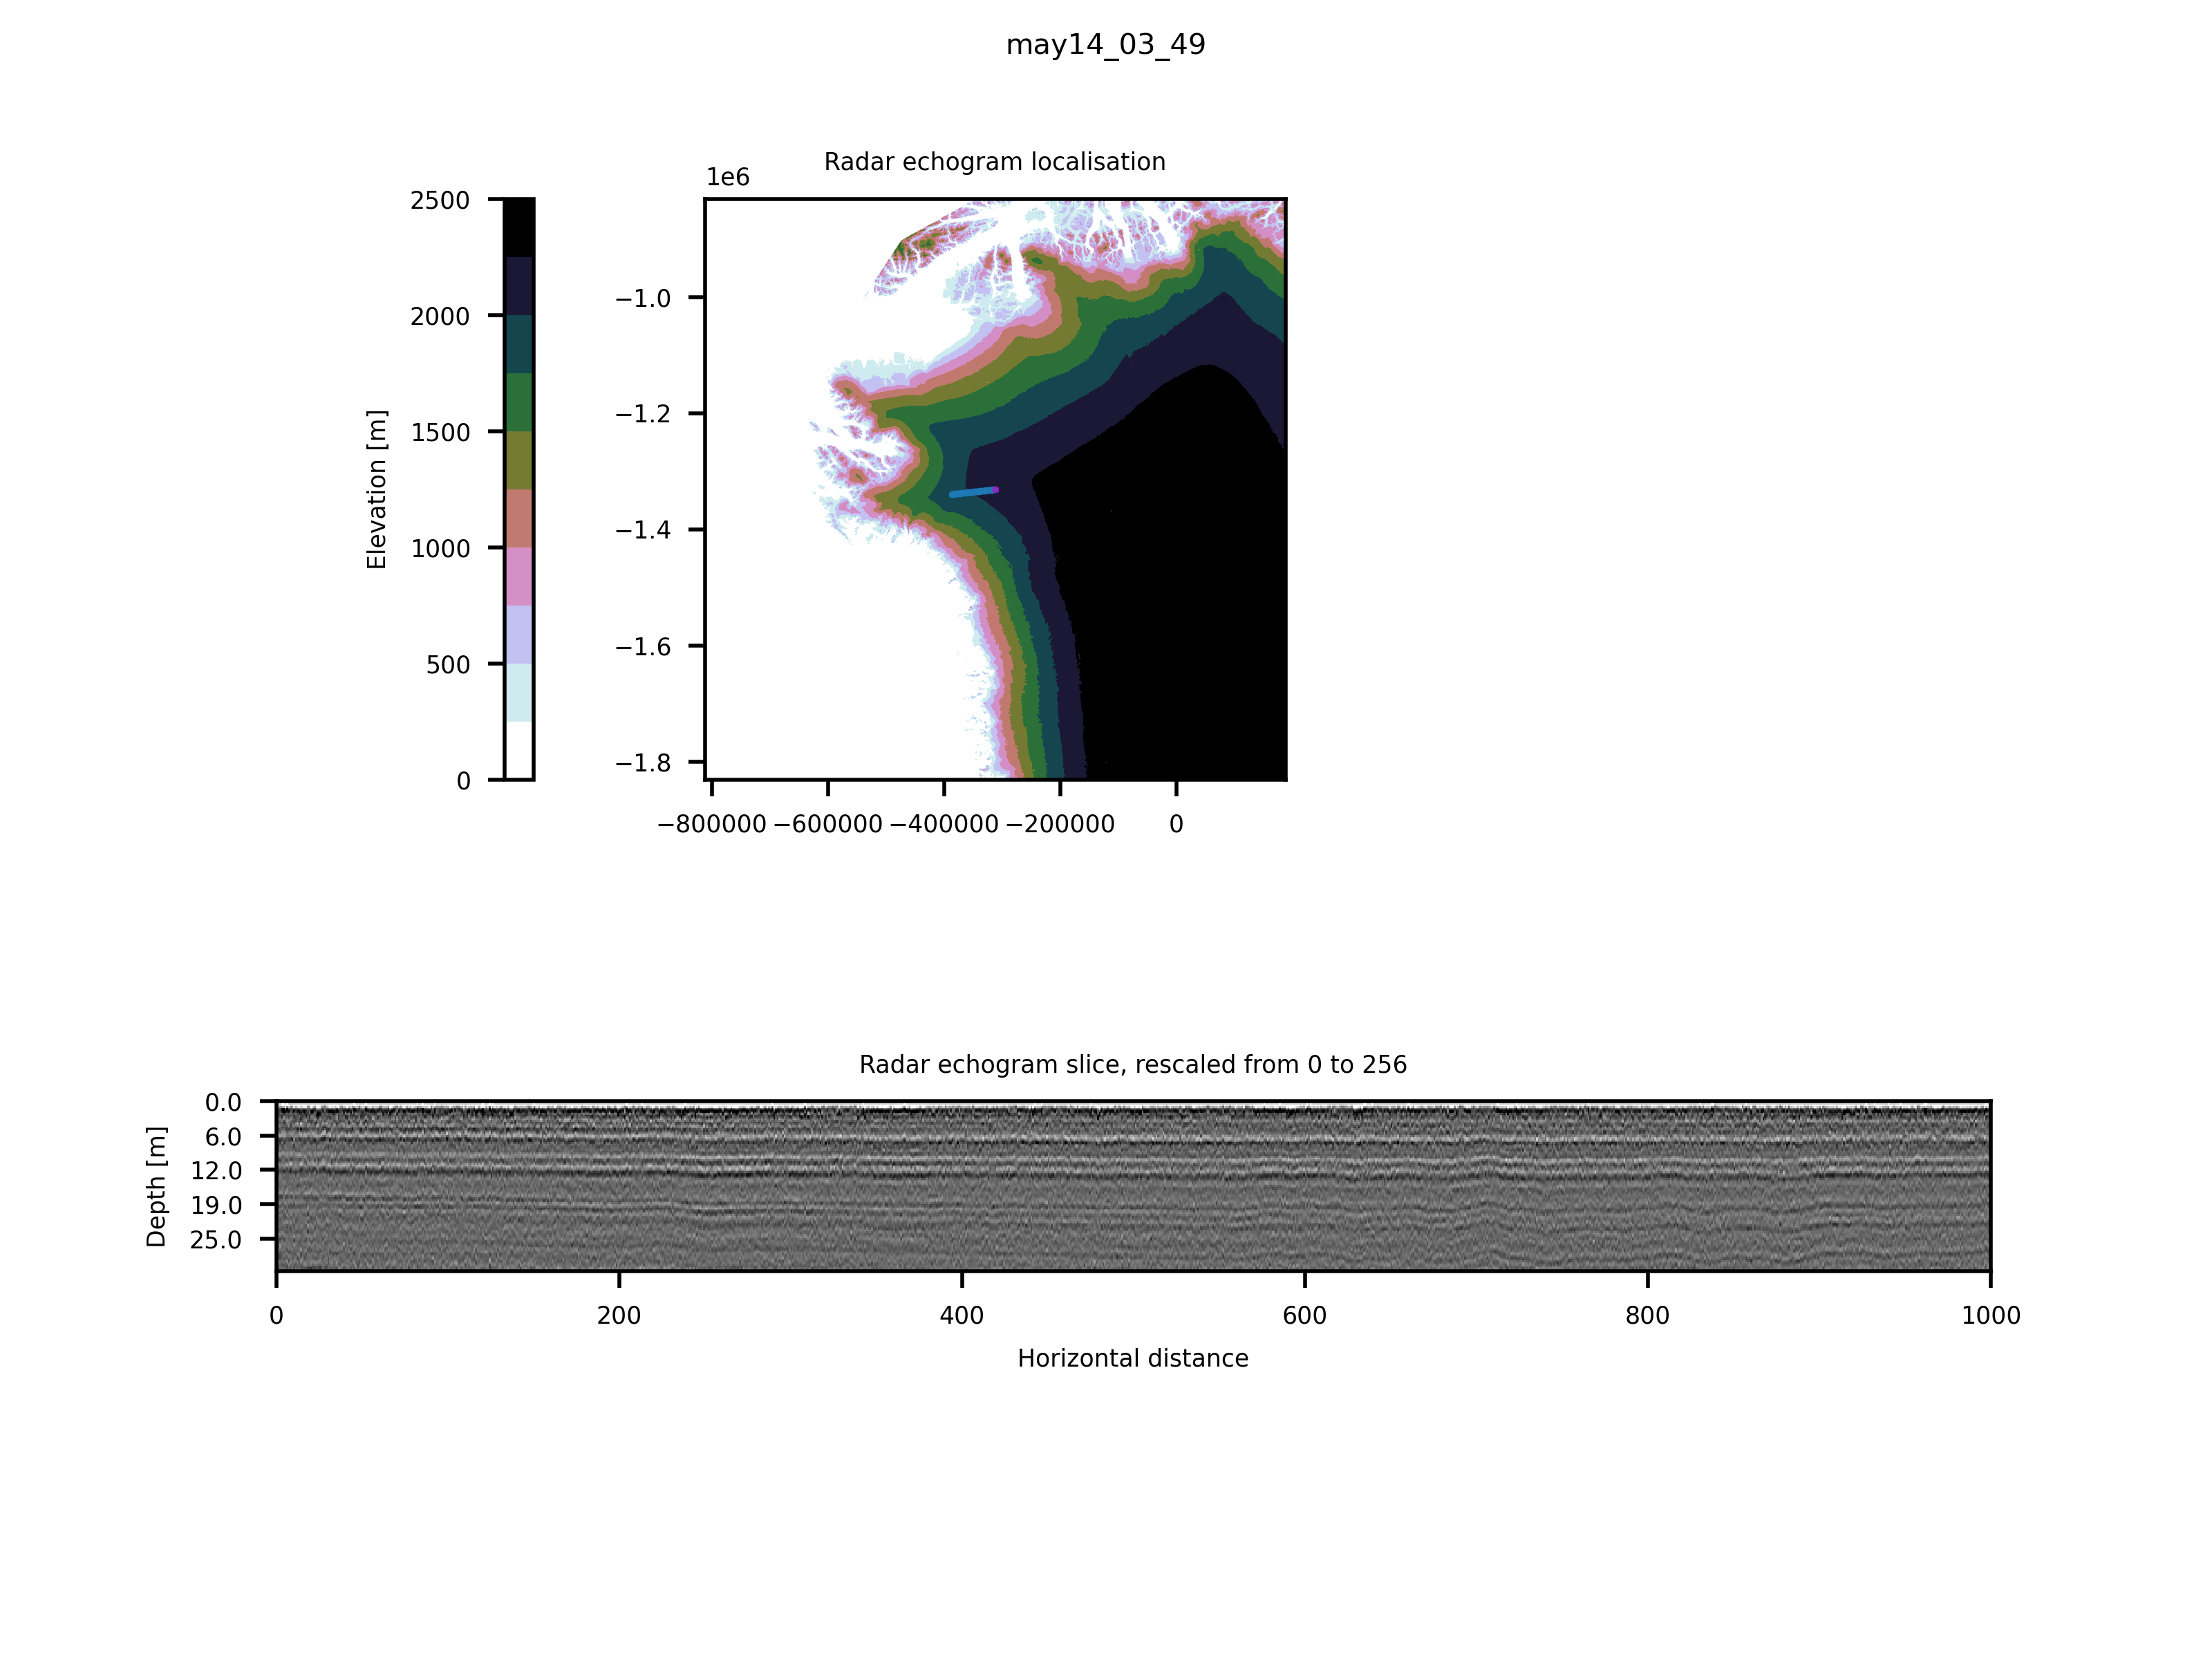 may14_03_49
Radar echogram localisation
1e6
2500
2000
1500
1000
500
0
Elevation [m]
−1.0
−1.2
−1.4
−1.6
−1.8
−800000 −600000 −400000 −200000 0
Radar echogram slice, rescaled from 0 to 256
0.0
6.0
12.0
19.0
25.0
Depth [m]
0 200 400 600 800 1000
Horizontal distance